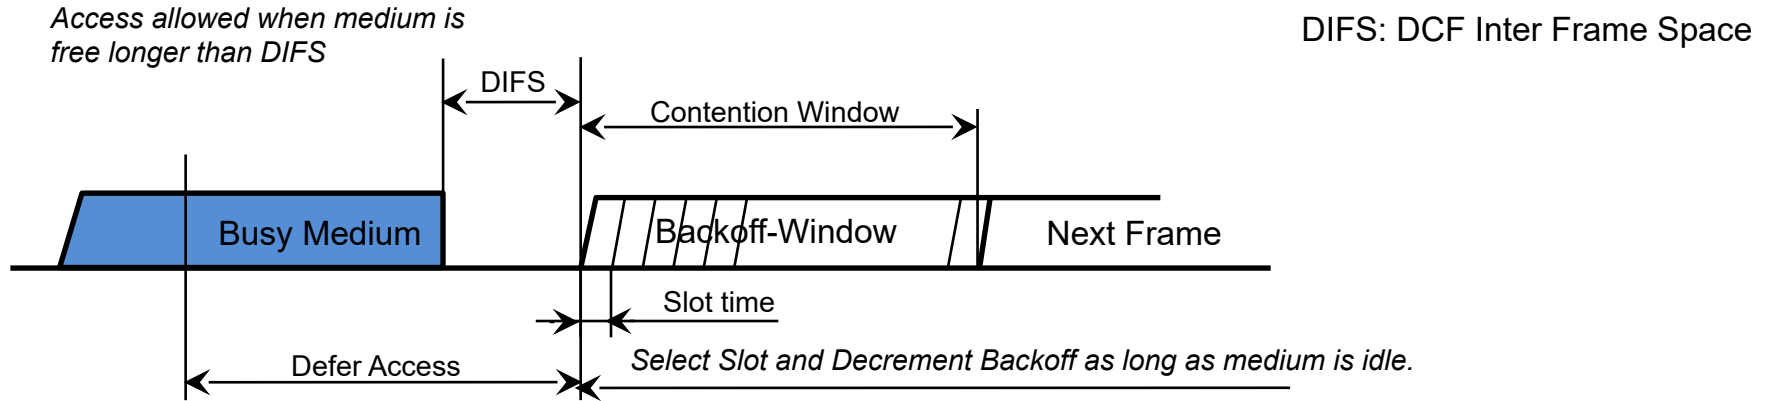 Access allowed when medium is
free longer than DIFS
DIFS: DCF Inter Frame Space
DIFS
Contention Window
Busy Medium
Backoff-Window
Next Frame
Slot time
Defer Access
Select Slot and Decrement Backoff as long as medium is idle.